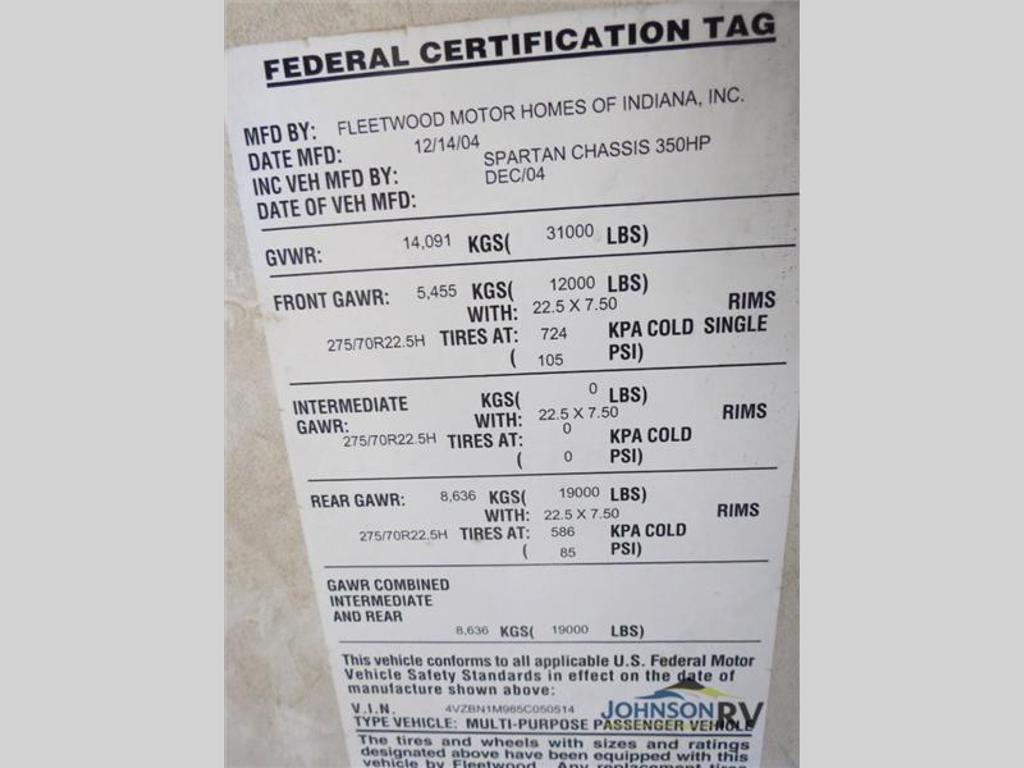 FEDERAL CERTIFICATION TAG
MFD BY: FLEETWOOD MOTOR HOMES OF INDIANA, INC.
DATE MFD: 12/14/04
INC VEH MFD BY: SPARTAN CHASSIS 350HP
DATE OF VEH MFD: DEC/04
GVWR: 14,091 KGS( 31000 LBS)
FRONT GAWR: 5,455 KGS( 12000 LBS)
WITH: 22.5 X 7.50 RIMS
275/70R22.5H TIRES AT: 724 KPA COLD SINGLE
( 105 PSI)
INTERMEDIATE KGS( 0 LBS)
GAWR: WITH: 22.5 X 7.50 RIMS
275/70R22.5H TIRES AT: 0 KPA COLD
( 0 PSI)
REAR GAWR: 8,636 KGS( 19000 LBS)
WITH: 22.5 X 7.50 RIMS
275/70R22.5H TIRES AT: 586 KPA COLD
( 85 PSI)
GAWR COMBINED
INTERMEDIATE
AND REAR
8,636 KGS( 19000 LBS)
This vehicle conforms to all applicable U.S. Federal Motor
Vehicle Safety Standards in effect on the date of
manufacture shown above:
V.I.N. 4VZBN1M985C050514
JOHNSON RV
TYPE VEHICLE: MULTI-PURPOSE PASSENGER VEHICLE
The tires and wheels with sizes and ratings
designated above have been equipped with this
vehicle by Fleetwood. Any replacement tires